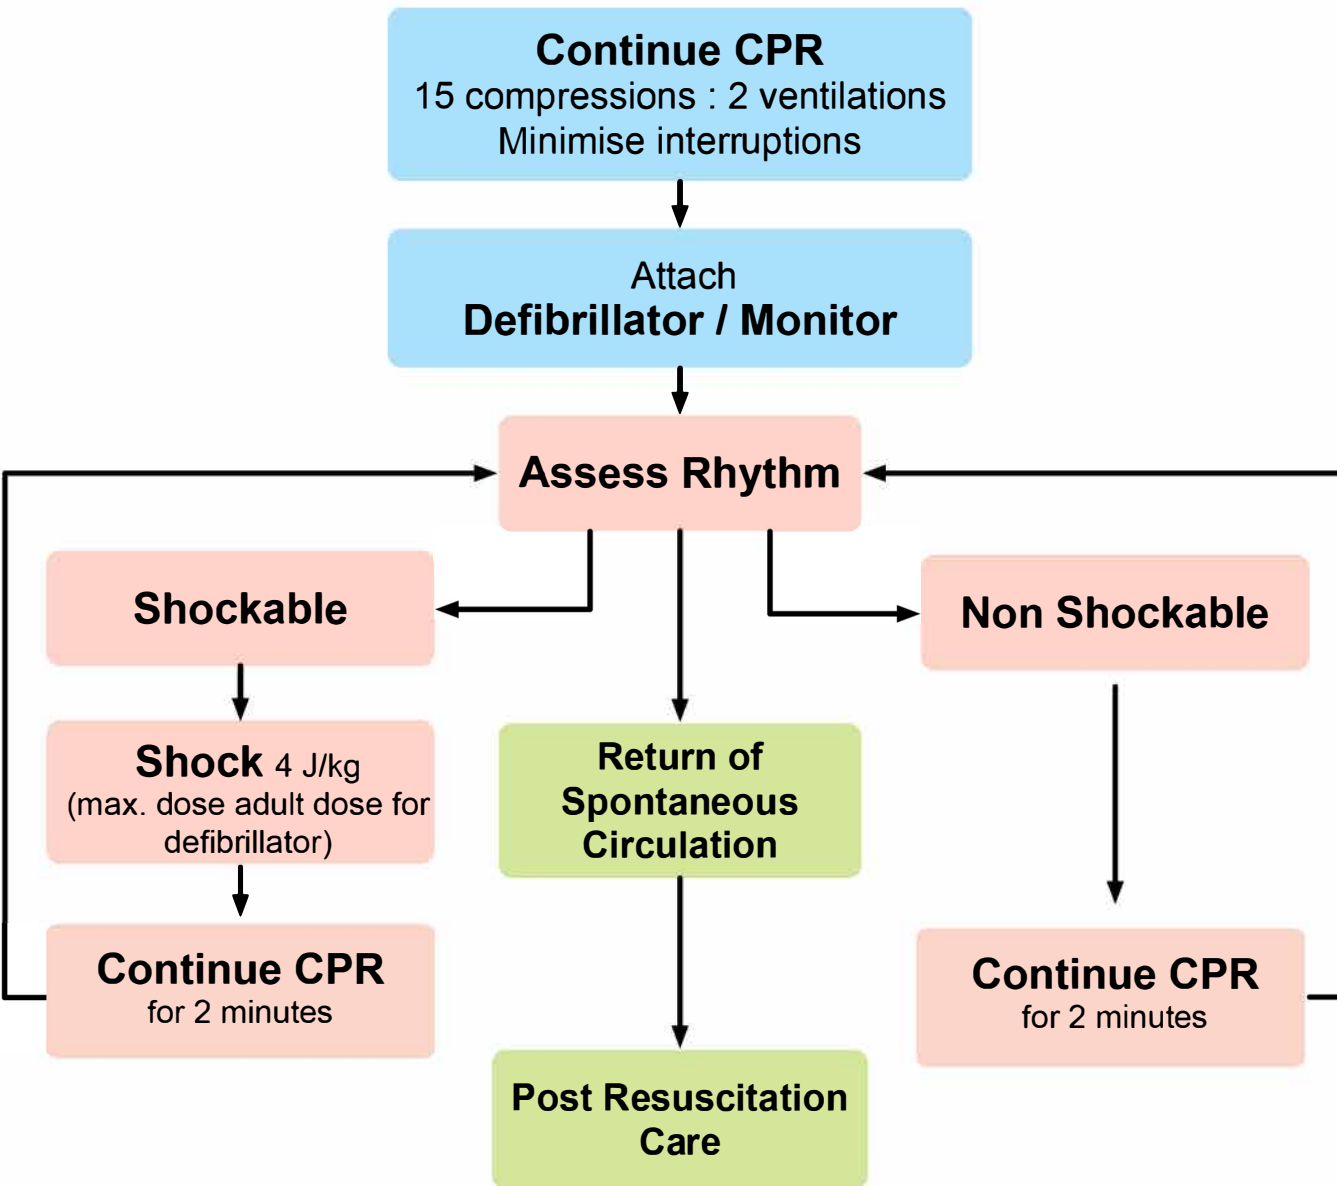 Continue CPR
15 compressions : 2 ventilations
Minimise interruptions
Attach
Defibrillator / Monitor
Assess Rhythm
Shockable
Non Shockable
Shock 4 J/kg
(max. dose adult dose for
defibrillator)
Return of
Spontaneous
Circulation
Continue CPR
for 2 minutes
Continue CPR
for 2 minutes
Post Resuscitation
Care